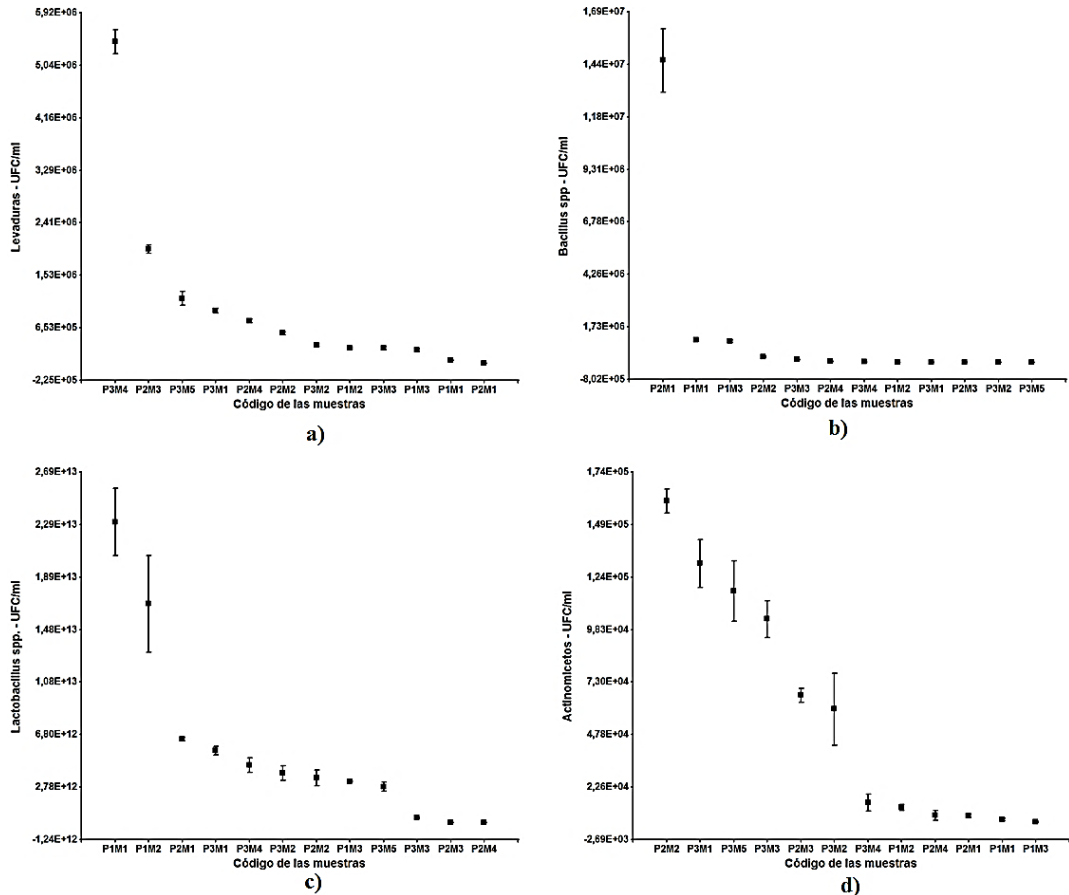 5,92E+06
5,04E+06
4,16E+06
3,29E+06
2,41E+06
1,53E+06
6,53E+05
-2,25E+05
Levaduras - UFC/ml
P3M4 P2M3 P3M5 P3M1 P2M4 P2M2 P3M2 P1M2 P3M3 P1M3 P1M1 P2M1
Código de las muestras
a)
1,69E+07
1,44E+07
1,18E+07
9,31E+06
6,78E+06
4,26E+06
1,73E+06
-8,02E+05
Bacillus spp - UFC/ml
P2M1 P1M1 P1M3 P2M2 P3M3 P2M4 P3M4 P1M2 P3M1 P2M3 P3M2 P3M5
Código de las muestras
b)
2,69E+13
2,29E+13
1,89E+13
1,48E+13
1,08E+13
6,80E+12
2,78E+12
-1,24E+12
Lactobacillus spp. - UFC/ml
P1M1 P1M2 P2M1 P3M1 P3M4 P3M2 P2M2 P1M3 P3M5 P3M3 P2M3 P2M4
Código de las muestras
c)
1,74E+05
1,49E+05
1,24E+05
9,83E+04
7,30E+04
4,78E+04
2,26E+04
-2,69E+03
Actinomicetos - UFC/ml
P2M2 P3M1 P3M5 P3M3 P2M3 P3M2 P3M4 P1M2 P2M4 P2M1 P1M1 P1M3
Código de las muestras
d)